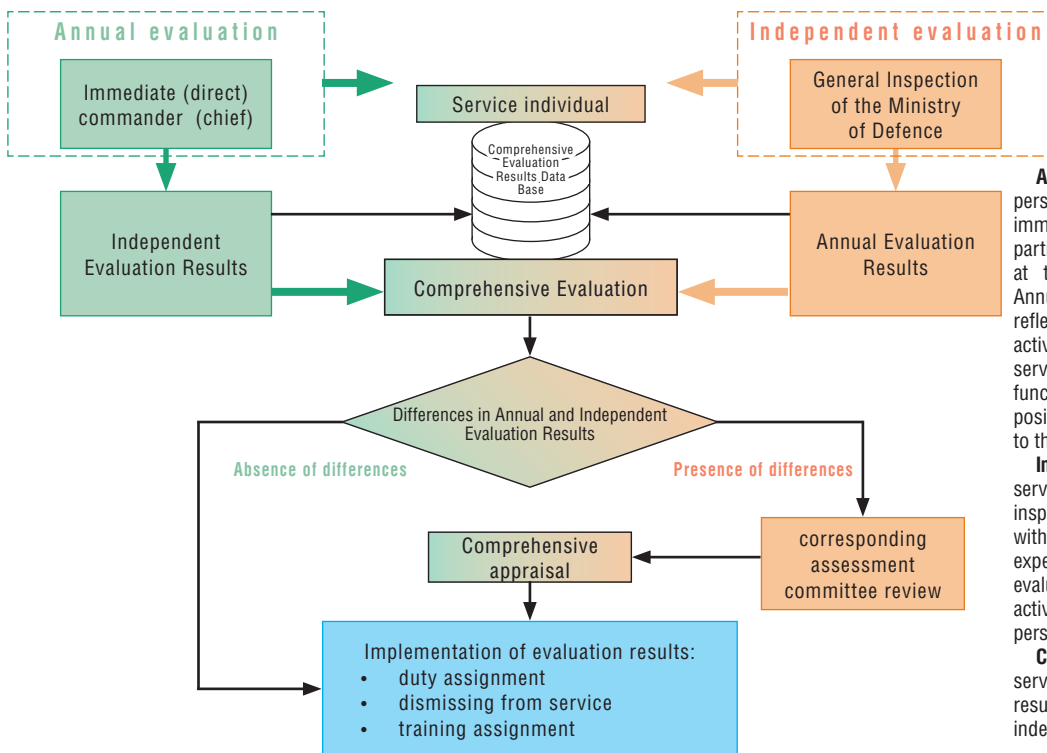 Annual evaluation
Independent evaluation
Immediate (direct)
commander (chief)
Service individual
General Inspection
of the Ministry
of Defence
Comprehensive
Evaluation
Results Data
Base
Independent
Evaluation Results
Annual Evaluation
Results
Comprehensive Evaluation
Differences in Annual and Independent
Evaluation Results
Absence of differences
Presence of differences
Comprehensive
appraisal
corresponding
assessment
committee review
Implementation of evaluation results:
• duty assignment
• dismissing from service
• training assignment
A
pers
imm
parti
at t
Annu
refle
activ
serv
func
posi
to th
In
serv
insp
with
expe
evalu
activ
pers
C
serv
resu
inde